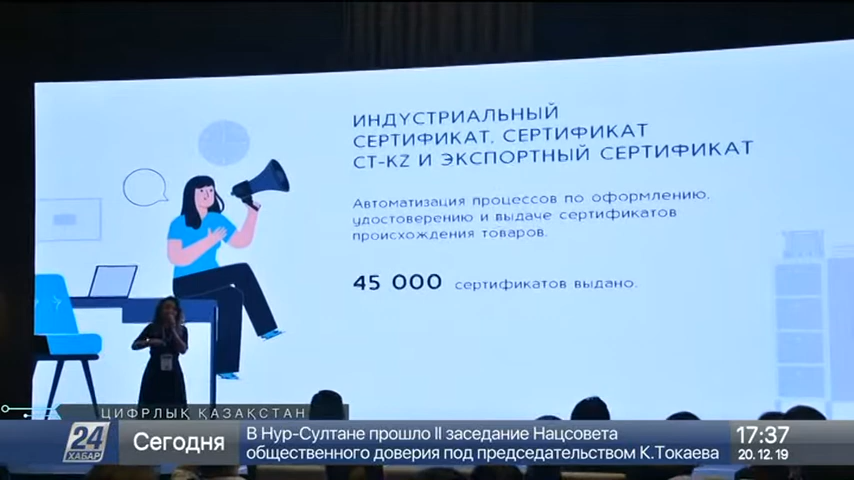 ИНДУСТРИАЛЬНЫЙ
СЕРТИФИКАТ, СЕРТИФИКАТ
СТ-KZ И ЭКСПОРТНЫЙ СЕРТИФИКАТ
Автоматизация процессов по оформлению,
удостоверению и выдаче сертификатов
происхождения товаров.
45 000 сертификатов выдано.
ЦИФРЛЫҚ ҚАЗАҚСТАН
24
ХАБАР
Сегодня
В Нур-Султане прошло II заседание Нацсовета
общественного доверия под председательством К.Токаева
17:37
20.12.19